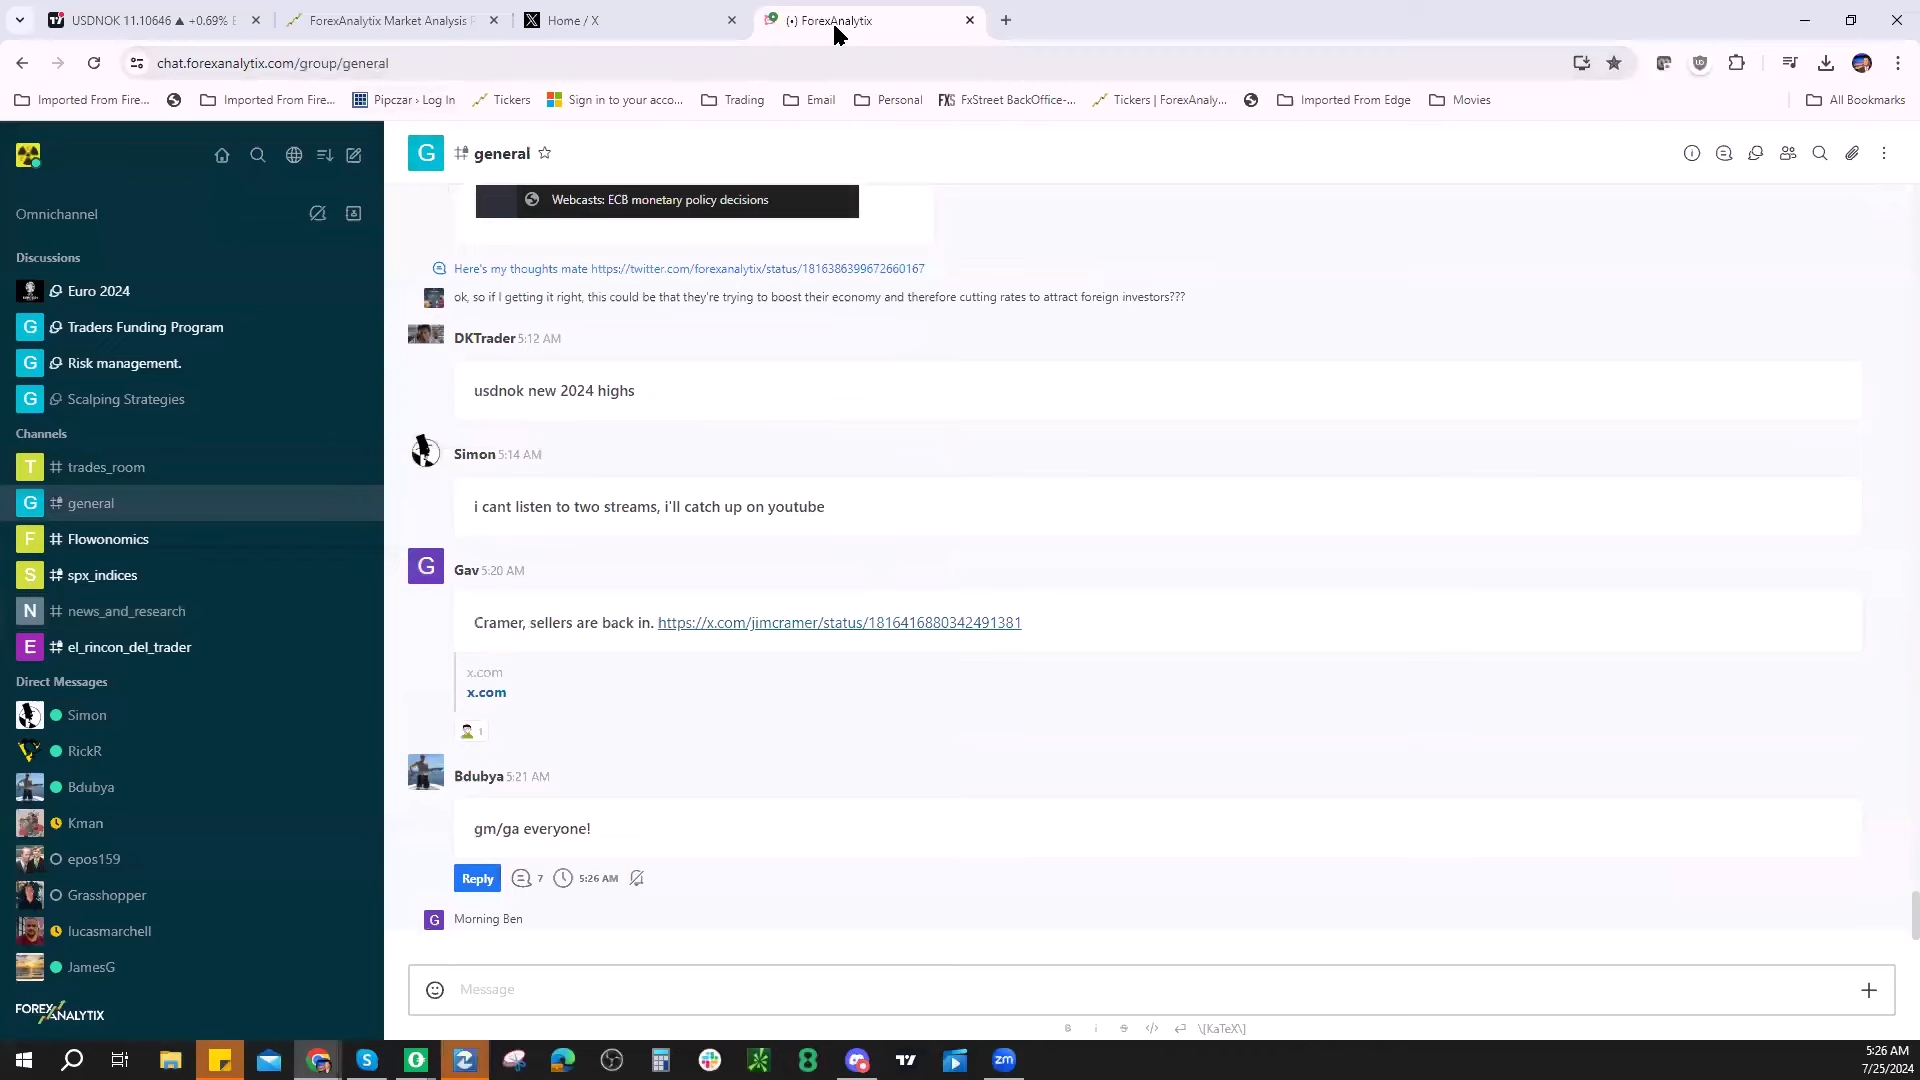 USDNOK 11.10646 ▲ +0.69%
ForexAnalytix Market Analysis
Home / X
(•) ForexAnalytix
chat.forexanalytix.com/group/general
Imported From Fire...
Imported From Fire...
Pipczar › Log In
Tickers
Sign in to your acco...
Trading
Email
Personal
FxStreet BackOffice-...
Tickers | ForexAnaly...
Imported From Edge
Movies
All Bookmarks
Omnichannel
Discussions
Euro 2024
G Traders Funding Program
G Risk management.
G Scalping Strategies
Channels
T # trades_room
G general
F # Flowonomics
S spx_indices
N # news_and_research
E el_rincon_del_trader
Direct Messages
Simon
RickR
Bdubya
Kman
epos159
Grasshopper
lucasmarchell
JamesG
FOREX ANALYTIX
G general
Webcasts: ECB monetary policy decisions
Here's my thoughts mate https://twitter.com/forexanalytix/status/1816386399672660167
ok, so if I getting it right, this could be that they're trying to boost their economy and therefore cutting rates to attract foreign investors???
DKTrader 5:12 AM
usdnok new 2024 highs
Simon 5:14 AM
i cant listen to two streams, i'll catch up on youtube
G
Gav 5:20 AM
Cramer, sellers are back in. https://x.com/jimcramer/status/1816416880342491381
x.com
x.com
1
Bdubya 5:21 AM
gm/ga everyone!
Reply 7 5:26 AM
G Morning Ben
Message
B i S </> \[KaTeX\]
5:26 AM
7/25/2024